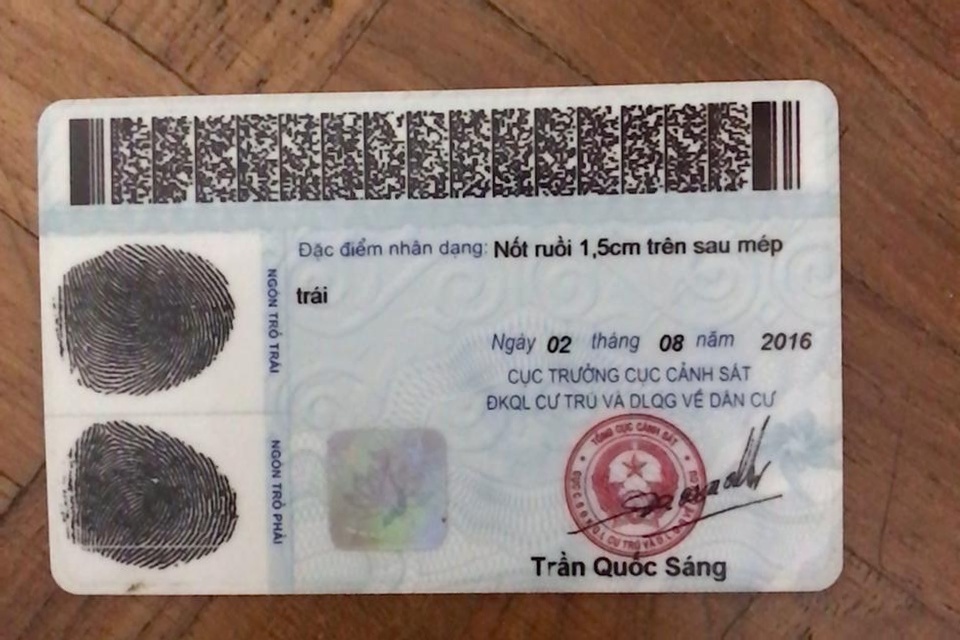 Đặc điểm nhân dạng: Nốt ruồi 1,5cm trên sau mép
trái
NGÓN TRỎ TRÁI
Ngày 02 tháng 08 năm 2016
CỤC TRƯỞNG CỤC CẢNH SÁT
ĐKQL CƯ TRÚ VÀ DLQG VỀ DÂN CƯ
NGÓN TRỎ PHẢI
TỔNG CỤC CẢNH SÁT
Trần Quốc Sáng